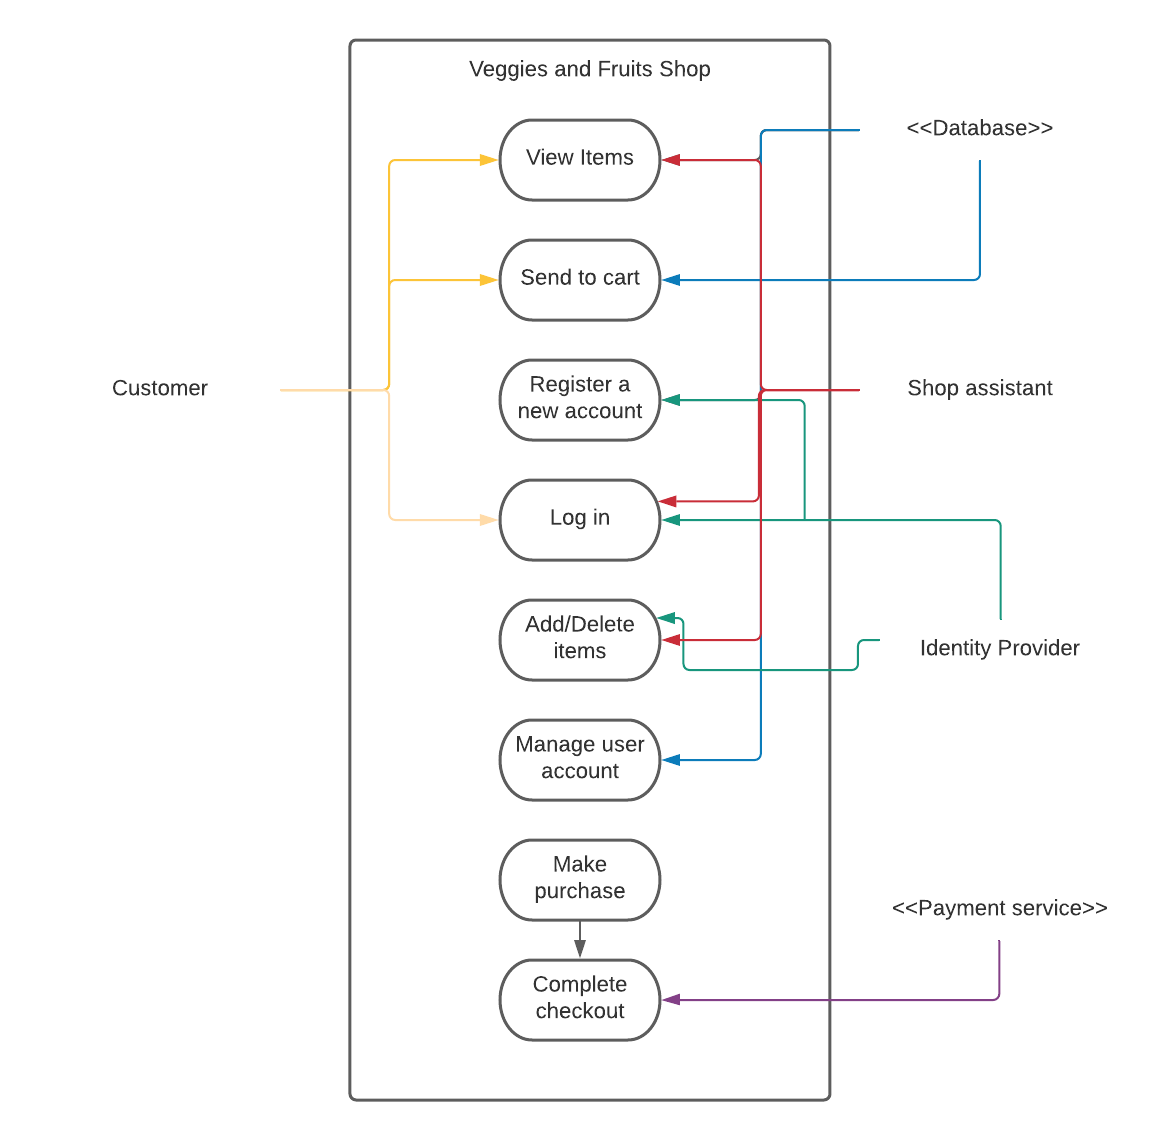 Veggies and Fruits Shop
View Items
<<Database>>
Send to cart
Register a
new account
Customer
Shop assistant
Log in
Add/Delete
items
Identity Provider
Manage user
account
Make
purchase
<<Payment service>>
Complete
checkout